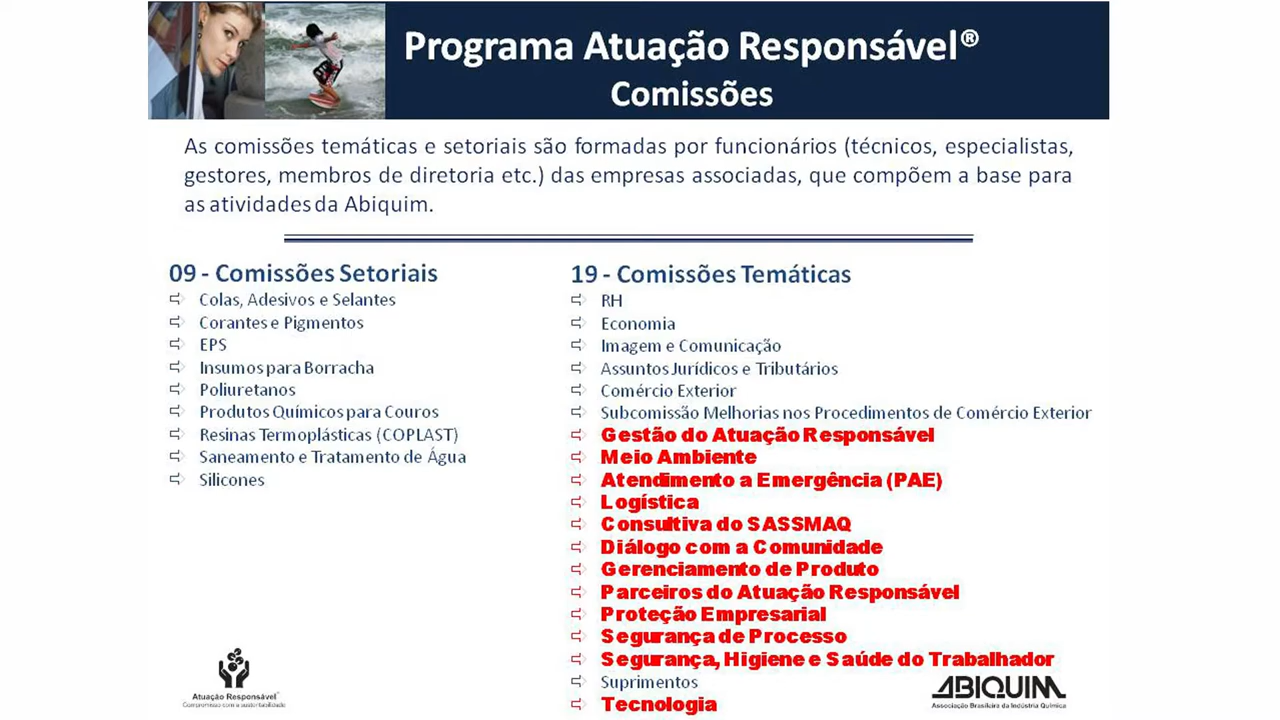 Programa Atuação Responsável®
Comissões
As comissões temáticas e setoriais são formadas por funcionários (técnicos, especialistas,
gestores, membros de diretoria etc.) das empresas associadas, que compõem a base para
as atividades da Abiquim.
09 - Comissões Setoriais
Colas, Adesivos e Selantes
Corantes e Pigmentos
EPS
Insumos para Borracha
Poliuretanos
Produtos Químicos para Couros
Resinas Termoplásticas (COPLAST)
Saneamento e Tratamento de Água
Silicones
19 - Comissões Temáticas
RH
Economia
Imagem e Comunicação
Assuntos Jurídicos e Tributários
Comércio Exterior
Subcomissão Melhorias nos Procedimentos de Comércio Exterior
Gestão do Atuação Responsável
Meio Ambiente
Atendimento a Emergência (PAE)
Logística
Consultiva do SASSMAQ
Diálogo com a Comunidade
Gerenciamento de Produto
Parceiros do Atuação Responsável
Proteção Empresarial
Segurança de Processo
Segurança, Higiene e Saúde do Trabalhador
Suprimentos
Tecnologia
Atuação Responsável
Compromisso com a sustentabilidade
ABIQUIM
Associação Brasileira da Indústria Química